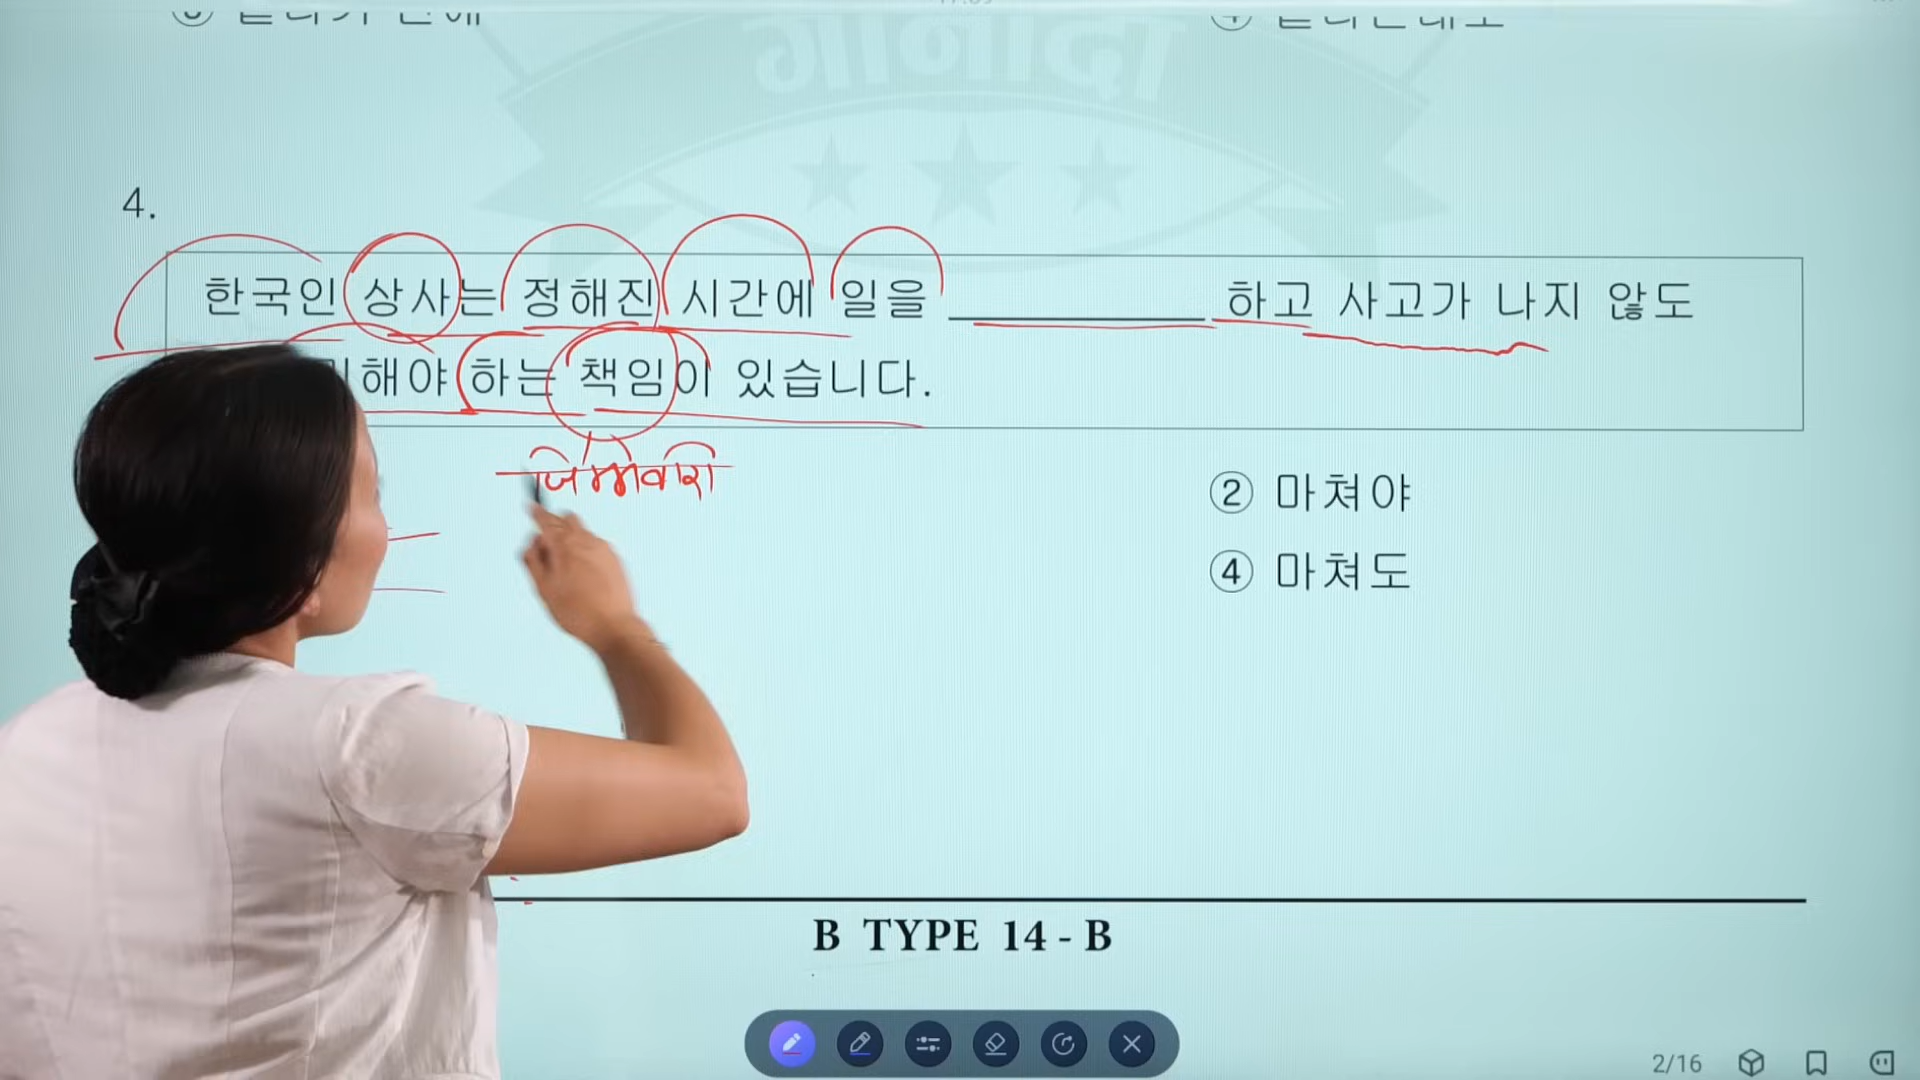 4.
한국인 상사는 정해진 시간에 일을 __________ 하고 사고가 나지 않도
해야 하는 책임이 있습니다.
जिम्मेवारी
② 마쳐야
④ 마쳐도
B TYPE 14 - B
2/16